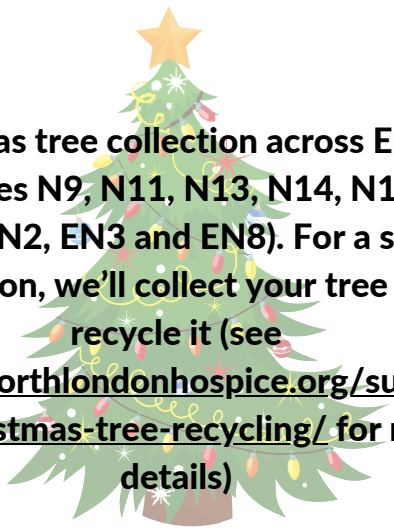 as tree collection across E
es N9, N11, N13, N14, N1
N2, EN3 and EN8). For a s
on, we’ll collect your tree
recycle it (see
orthlondonhospice.org/su
stmas-tree-recycling/ for
details)